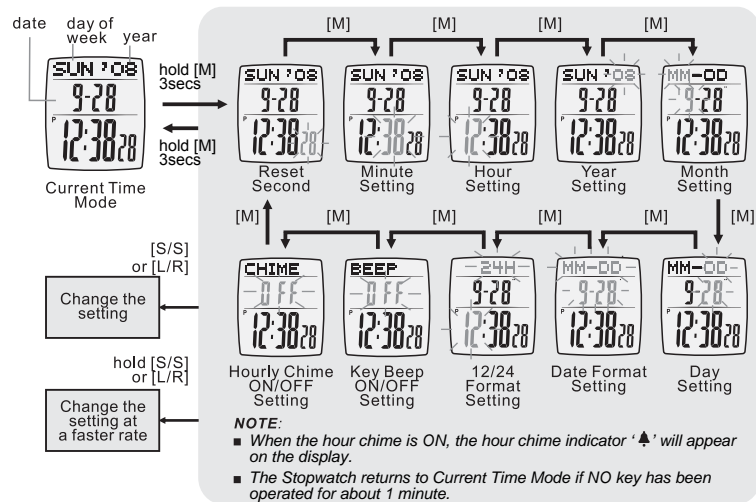 date
day of
week
year
SUN '08
9-28
P
12:38 28
Current Time
Mode
hold [M]
3secs
hold [M]
3secs
[M]
[M]
[M]
[M]
SUN '08
9-28
P
12:38 28
Reset
Second
SUN '08
9-28
P
12:38 28
Minute
Setting
SUN '08
9-28
P
12:38 28
Hour
Setting
SUN '08
9-28
P
12:38 28
Year
Setting
MM-DD
9-28
P
12:38 28
Month
Setting
[M]
[M]
[M]
[M]
[M]
[M]
CHIME
OFF
P
12:38 28
Hourly Chime
ON/OFF
Setting
BEEP
OFF
P
12:38 28
Key Beep
ON/OFF
Setting
24H
9-28
P
12:38 28
12/24
Format
Setting
MM-DD
9-28
P
12:38 28
Date Format
Setting
MM-DD
9-28
P
12:38 28
Day
Setting
[S/S]
or [L/R]
Change the
setting
hold [S/S]
or [L/R]
Change the
setting at
a faster rate
NOTE:
■ When the hour chime is ON, the hour chime indicator ‘🔔’ will appear
on the display.
■ The Stopwatch returns to Current Time Mode if NO key has been
operated for about 1 minute.